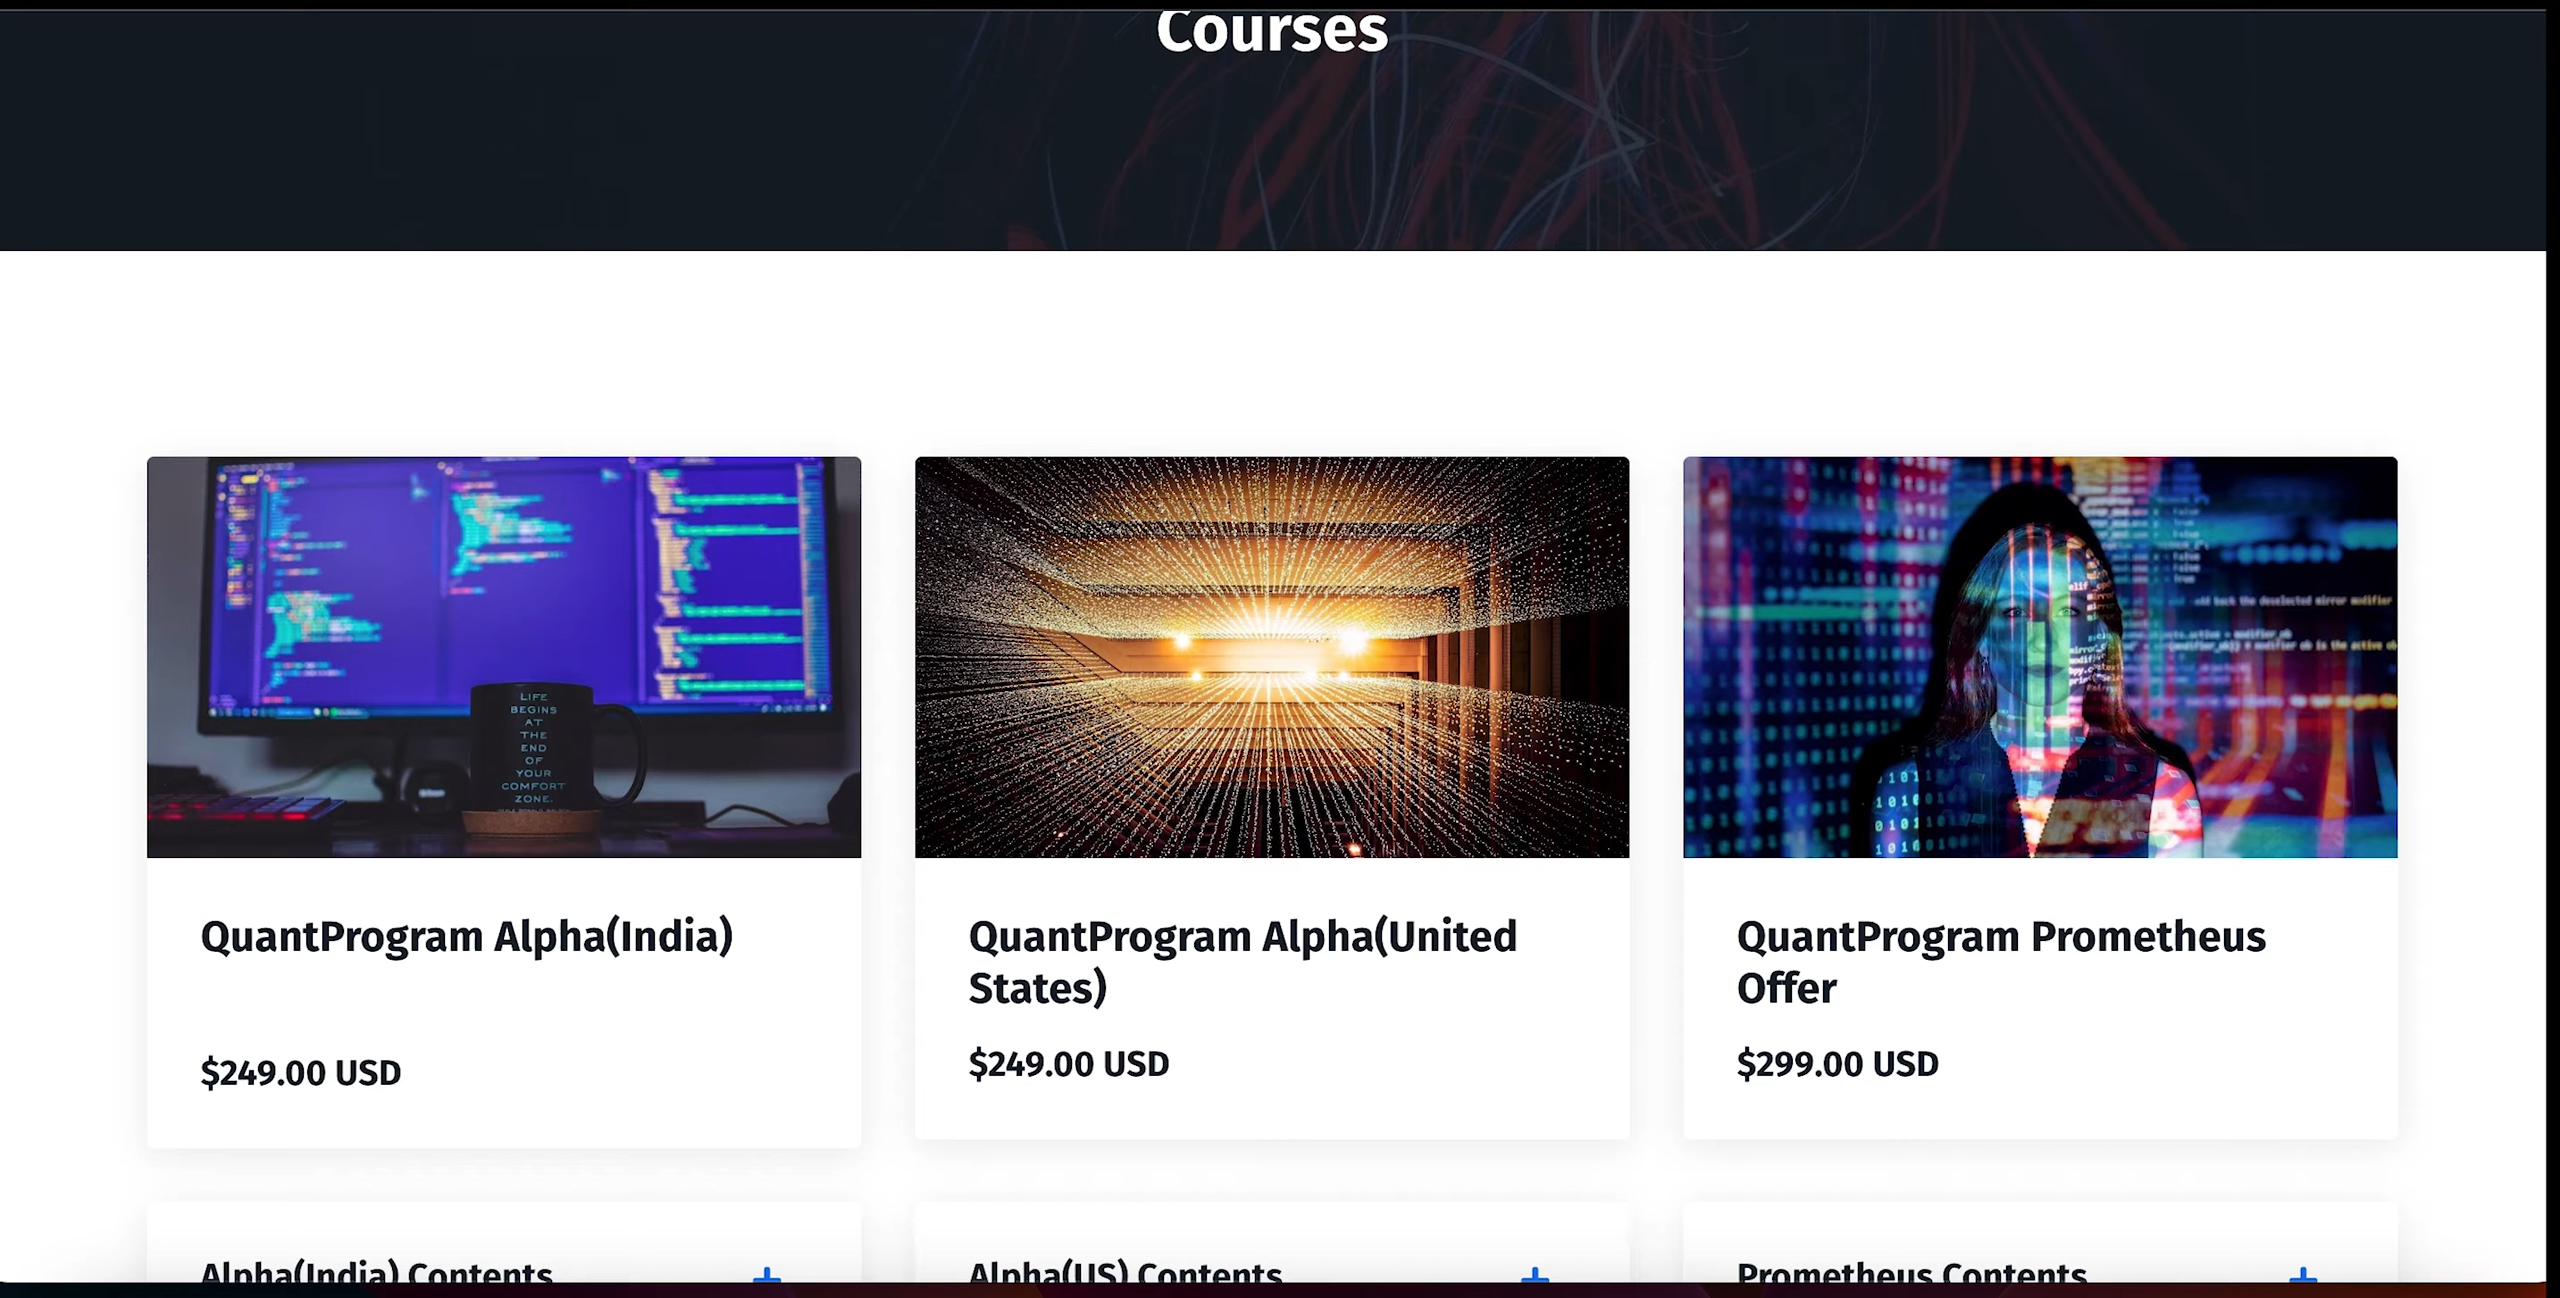 Courses
LIFE
BEGINS
AT
THE
END
OF
YOUR
COMFORT
ZONE.
QuantProgram Alpha(India)
$249.00 USD
QuantProgram Alpha(United
States)
$249.00 USD
QuantProgram Prometheus
Offer
$299.00 USD
Alpha(India) Contents
Alpha(US) Contents
Prometheus Contents